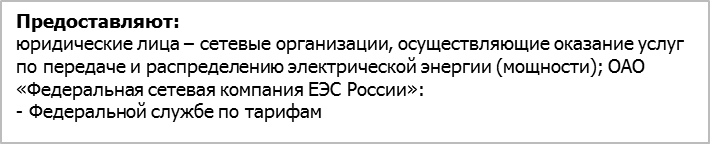 Предоставляют:
юридические лица – сетевые организации, осуществляющие оказание услуг
по передаче и распределению электрической энергии (мощности); ОАО
«Федеральная сетевая компания ЕЭС России»:
- Федеральной службе по тарифам